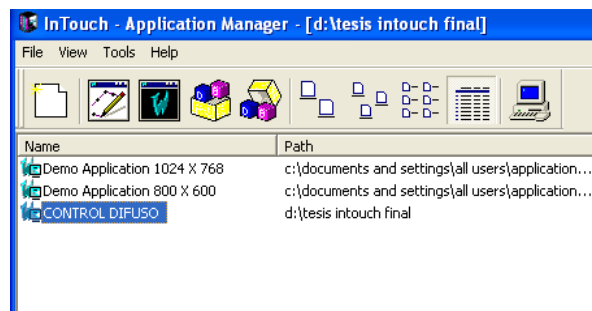 InTouch - Application Manager - [d:\tesis intouch final]
File View Tools Help
Name Path
Demo Application 1024 X 768 c:\documents and settings\all users\application...
Demo Application 800 X 600 c:\documents and settings\all users\application...
CONTROL DIFUSO d:\tesis intouch final